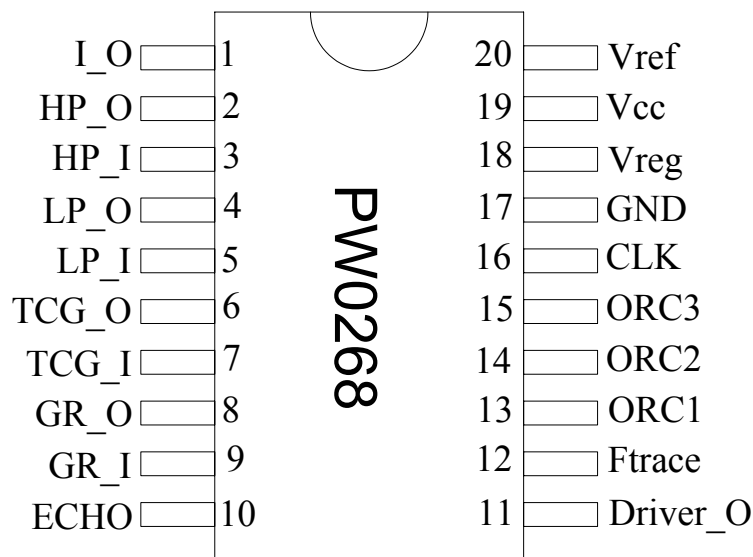 I_O 1 20 Vref
HP_O 2 19 Vcc
HP_I 3 18 Vreg
LP_O 4 17 GND
LP_I 5 16 CLK
TCG_O 6 15 ORC3
TCG_I 7 14 ORC2
GR_O 8 13 ORC1
GR_I 9 12 Ftrace
ECHO 10 11 Driver_O
PW0268